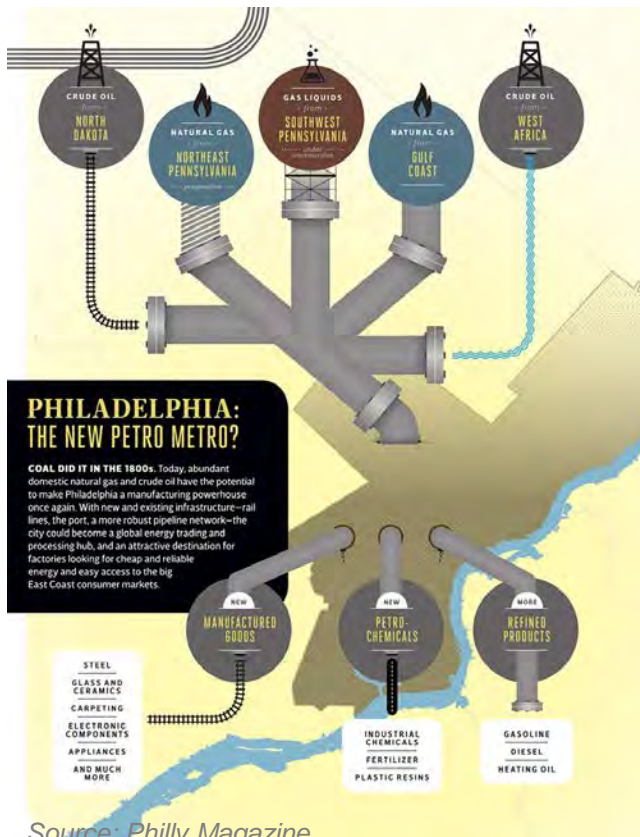 CRUDE OIL
from
NORTH
DAKOTA
NATURAL GAS
from
NORTHEAST
PENNSYLVANIA
GAS LIQUIDS
from
SOUTHWEST
PENNSYLVANIA
under
construction
NATURAL GAS
from
GULF
COAST
CRUDE OIL
from
WEST
AFRICA
PHILADELPHIA:
THE NEW PETRO METRO?
COAL DID IT IN THE 1800s. Today, abundant
domestic natural gas and crude oil have the potential
to make Philadelphia a manufacturing powerhouse
once again. With new and existing infrastructure—rail
lines, the port, a more robust pipeline network—the
city could become a global energy trading and
processing hub, and an attractive destination for
factories looking for cheap and reliable
energy and easy access to the big
East Coast consumer markets.
NEW
MANUFACTURED
GOODS
NEW
PETRO-
CHEMICALS
MORE
REFINED
PRODUCTS
STEEL
GLASS AND
CERAMICS
CARPETING
ELECTRONIC
COMPONENTS
APPLIANCES
AND MUCH
MORE
INDUSTRIAL
CHEMICALS
FERTILIZER
PLASTIC RESINS
GASOLINE
DIESEL
HEATING OIL
Source: Philly Magazine